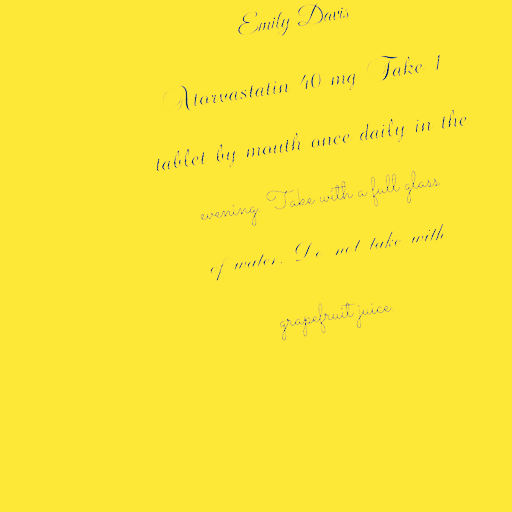 Emily Davis
Atorvastatin 40 mg Take 1
tablet by mouth once daily in the
evening Take with a full glass
of water. Do not take with
grapefruit juice